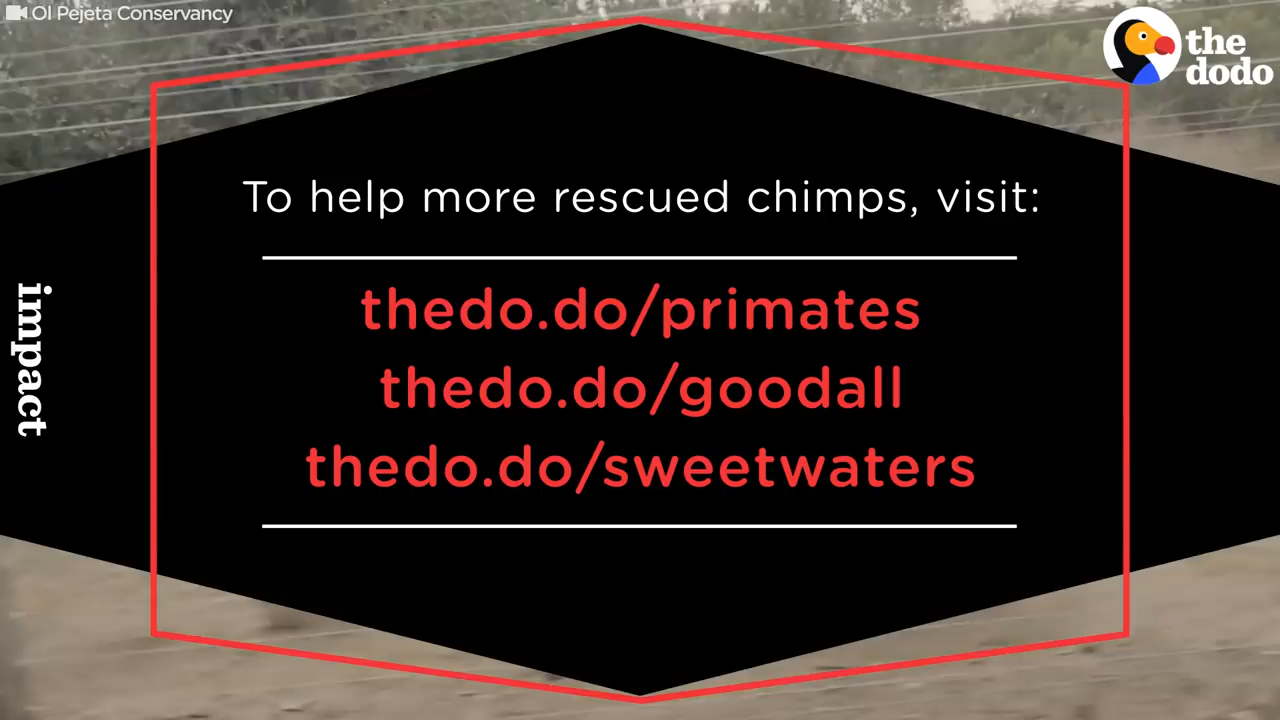 Ol Pejeta Conservancy
the
dodo
To help more rescued chimps, visit:
thedo.do/primates
thedo.do/goodall
thedo.do/sweetwaters
impact